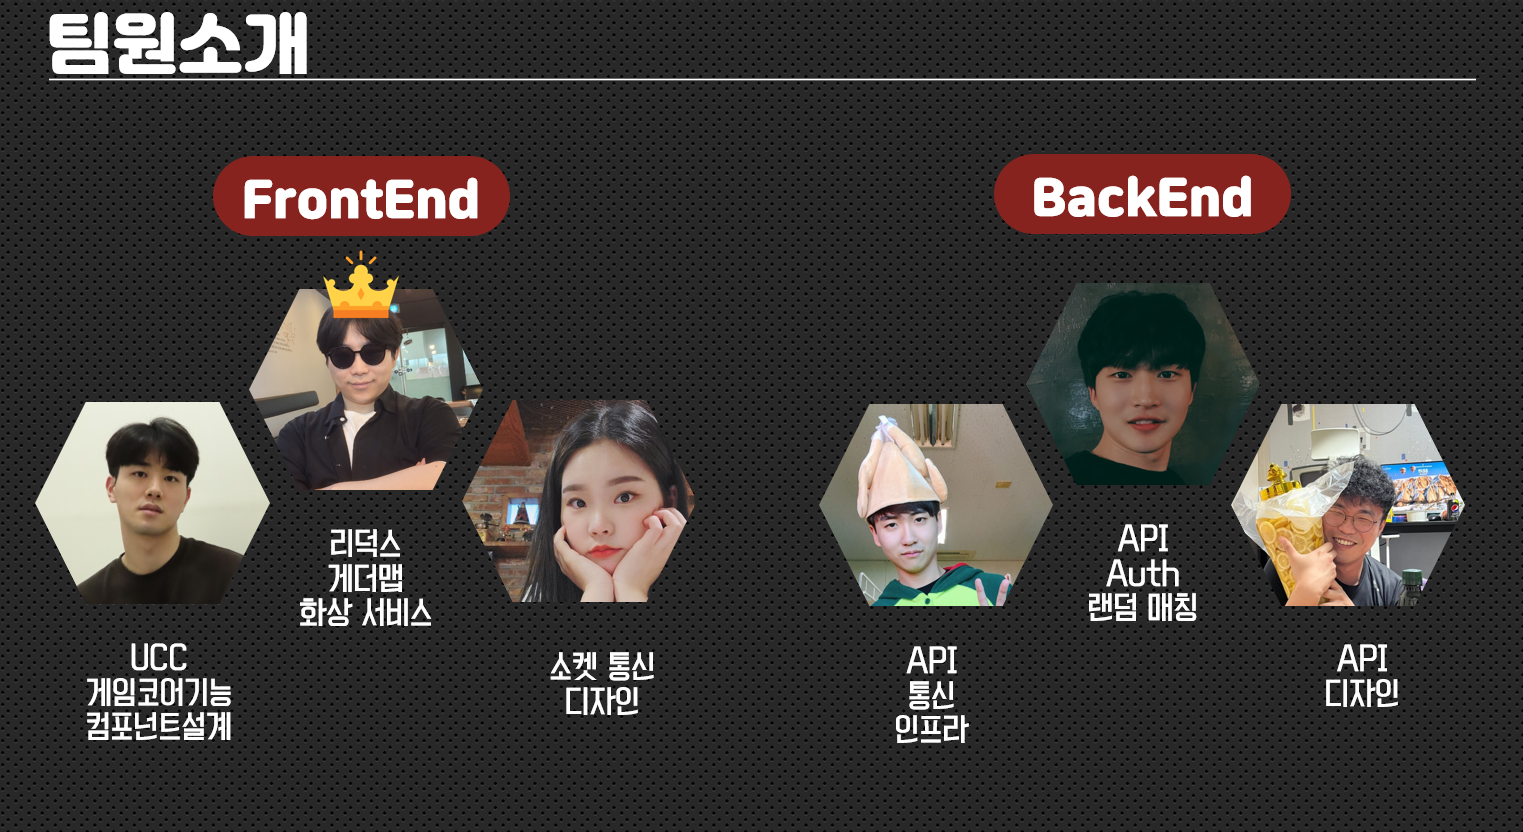 팀원소개
FrontEnd
UCC
게임코어기능
컴포넌트설계
리덕스
게더맵
화상 서비스
소켓 통신
디자인
BackEnd
API
통신
인프라
API
Auth
랜덤 매칭
API
디자인